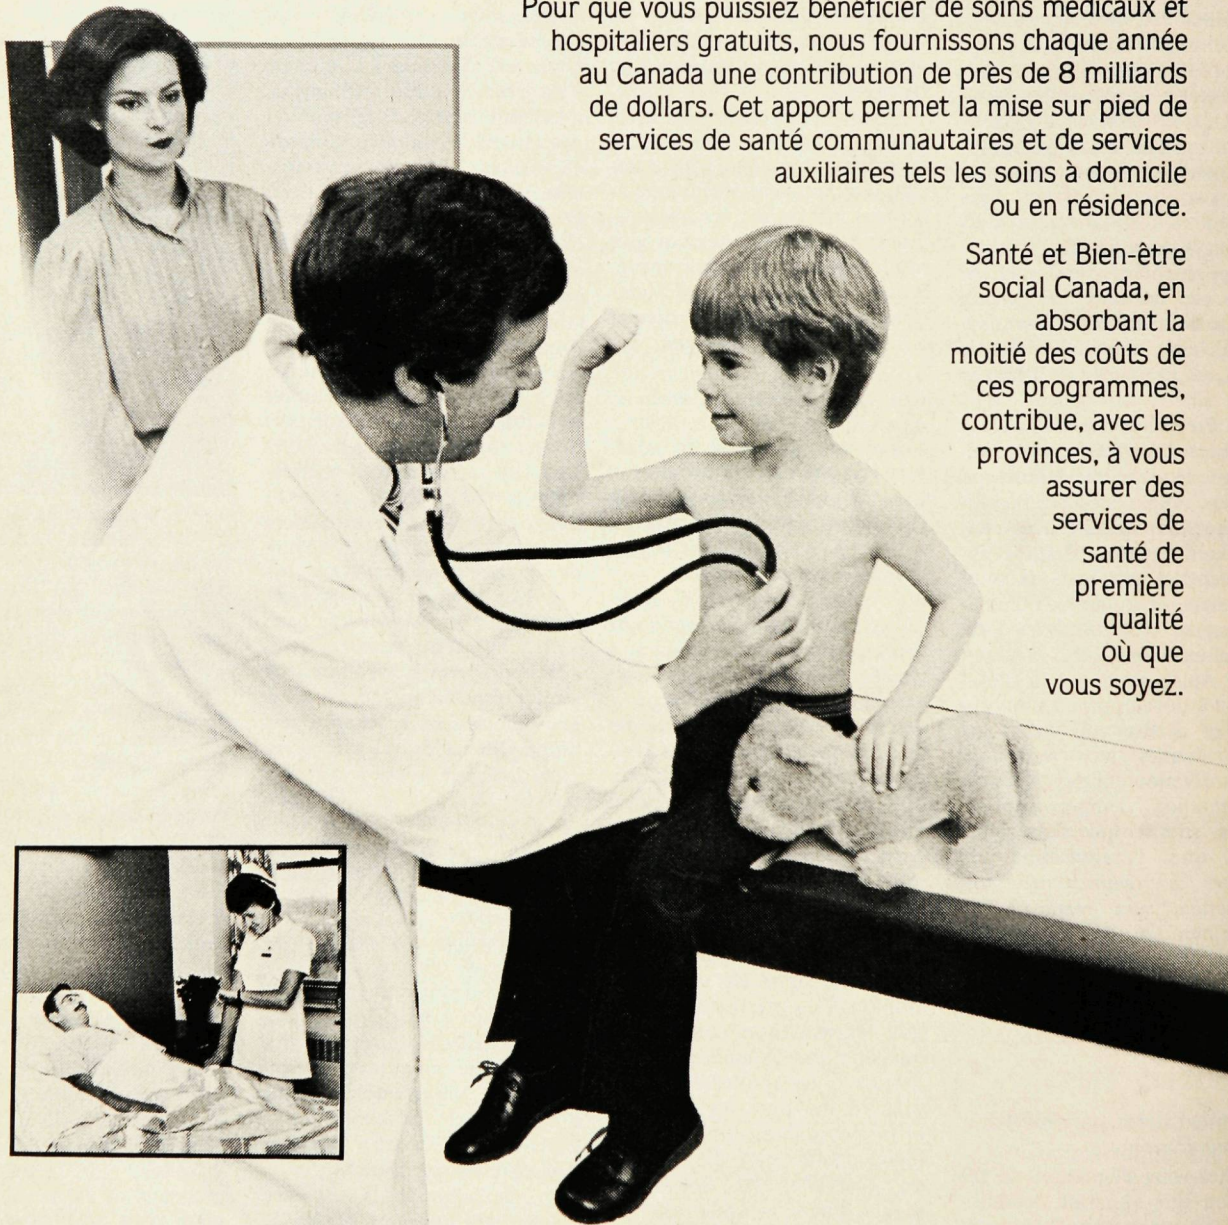 Pour que vous puissiez bénéficier de soins médicaux et
hospitaliers gratuits, nous fournissons chaque année
au Canada une contribution de près de 8 milliards
de dollars. Cet apport permet la mise sur pied de
services de santé communautaires et de services
auxiliaires tels les soins à domicile
ou en résidence.
Santé et Bien-être
social Canada, en
absorbant la
moitié des coûts de
ces programmes,
contribue, avec les
provinces, à vous
assurer des
services de
santé de
première
qualité
où que
vous soyez.